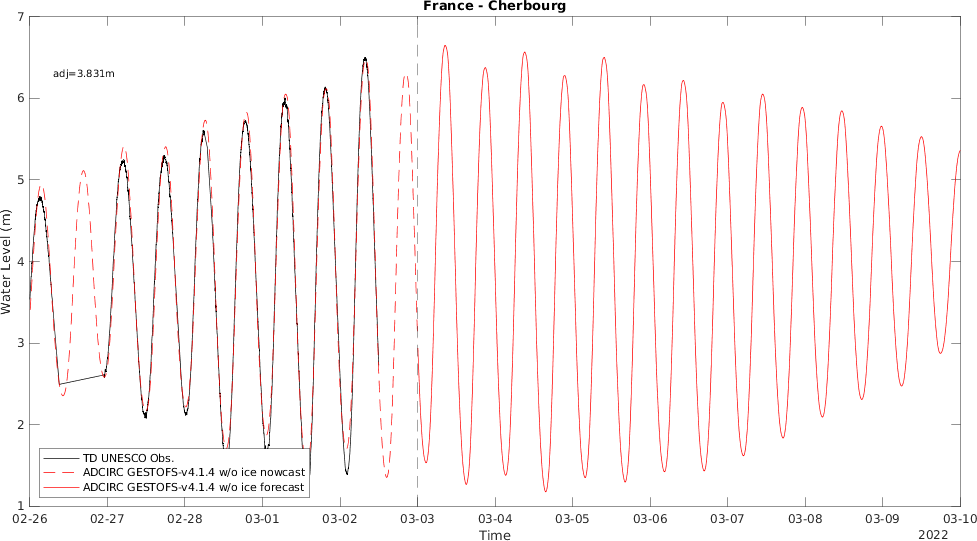 France - Cherbourg
7
adj=3.831m
6
5
4
3
2
1
Water Level (m)
TD UNESCO Obs.
ADCIRC GESTOFS-v4.1.4 w/o ice nowcast
ADCIRC GESTOFS-v4.1.4 w/o ice forecast
02-26 02-27 02-28 03-01 03-02 03-03 03-04 03-05 03-06 03-07 03-08 03-09 03-10
Time
2022